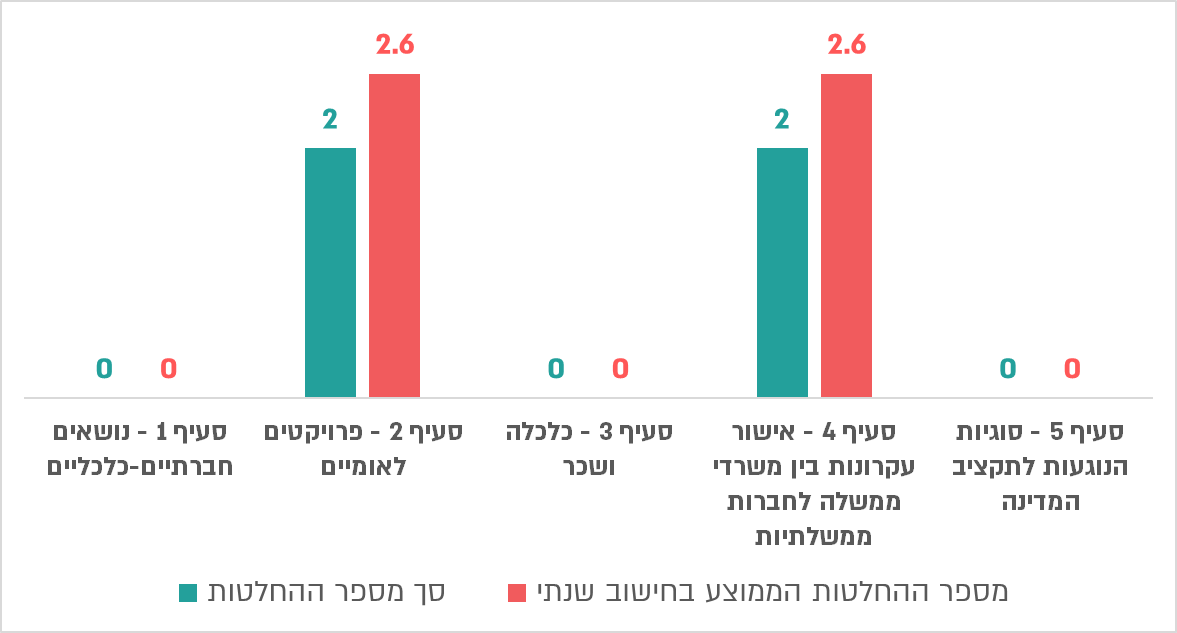 2.6
2.6
2
2
0
0
0
0
0
0
סעיף 1 - נושאים
חברתיים-כלכליים
סעיף 2 - פרויקטים
לאומיים
סעיף 3 - כלכלה
ושכר
סעיף 4 - אישור
עקרונות בין משרדי
ממשלה לחברות
ממשלתיות
סעיף 5 - סוגיות
הנוגעות לתקציב
המדינה
סך מספר ההחלטות
מספר ההחלטות הממוצע בחישוב שנתי